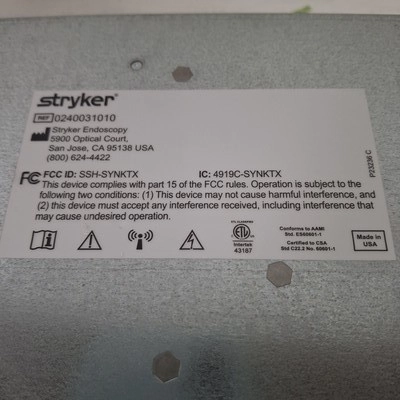 stryker®
REF 0240031010
Stryker Endoscopy
5900 Optical Court,
San Jose, CA 95138 USA
(800) 624-4422
FCC ID: SSH-SYNKTX IC: 4919C-SYNKTX
This device complies with part 15 of the FCC rules. Operation is subject to the
following two conditions: (1) This device may not cause harmful interference, and
(2) this device must accept any interference received, including interference that
may cause undesired operation.
Intertek
43187
Conforms to AAMI
Std. ES60601-1
Certified to CSA
Std C22.2 No. 60601-1
Made in
USA
P23236 C